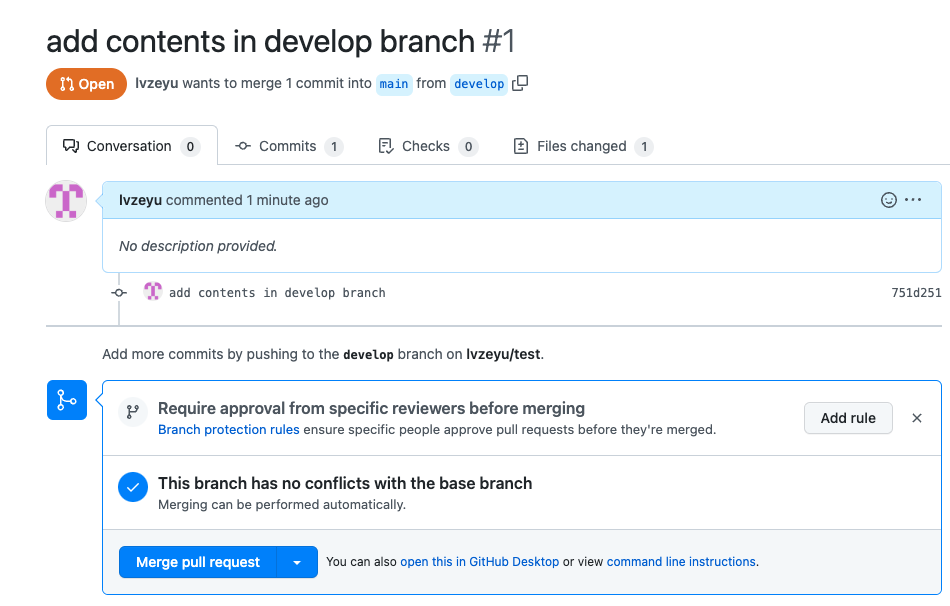 add contents in develop branch #1
Open lvzeyu wants to merge 1 commit into main from develop
Conversation 0 Commits 1 Checks 0 Files changed 1
lvzeyu commented 1 minute ago
No description provided.
add contents in develop branch 751d251
Add more commits by pushing to the develop branch on lvzeyu/test.
Require approval from specific reviewers before merging
Branch protection rules ensure specific people approve pull requests before they're merged.
Add rule
This branch has no conflicts with the base branch
Merging can be performed automatically.
Merge pull request You can also open this in GitHub Desktop or view command line instructions.